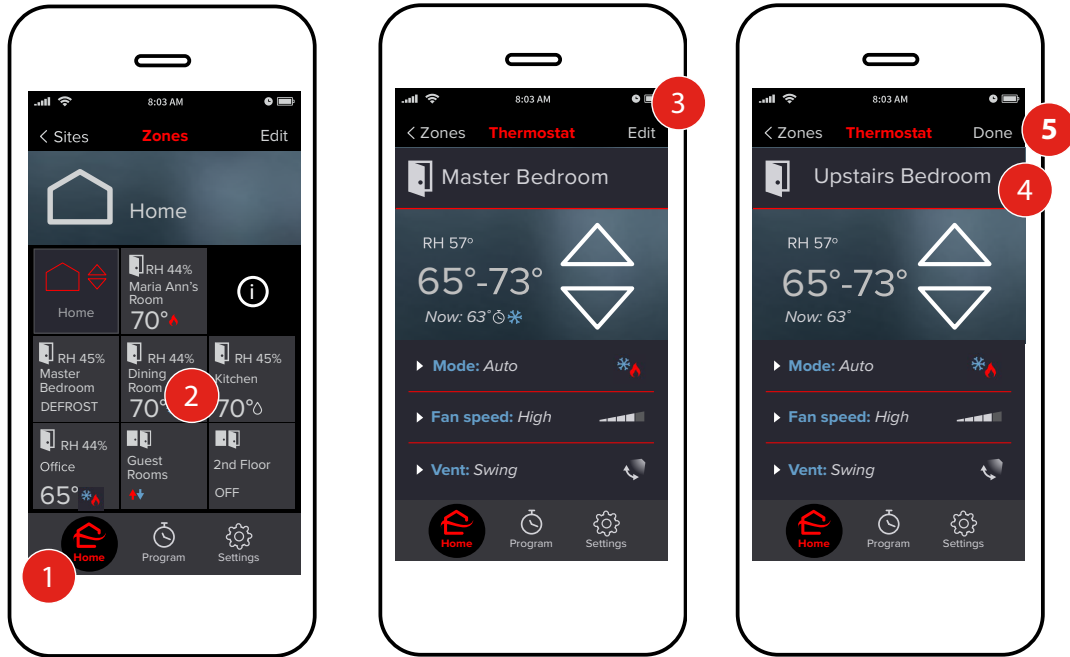 8:03 AM
< Sites Zones Edit
Home
Home
RH 44%
Maria Ann's
Room
70°
i
RH 45%
Master
Bedroom
DEFROST
RH 44%
Dining
Room
70°
2
RH 45%
Kitchen
70°
RH 44%
Office
65°
Guest
Rooms
2nd Floor
OFF
Home Program Settings
1
8:03 AM
3
< Zones Thermostat Edit
Master Bedroom
RH 57°
65°-73°
Now: 63°
Mode: Auto
Fan speed: High
Vent: Swing
Home Program Settings
8:03 AM
< Zones Thermostat Done
5
Upstairs Bedroom
4
RH 57°
65°-73°
Now: 63°
Mode: Auto
Fan speed: High
Vent: Swing
Home Program Settings